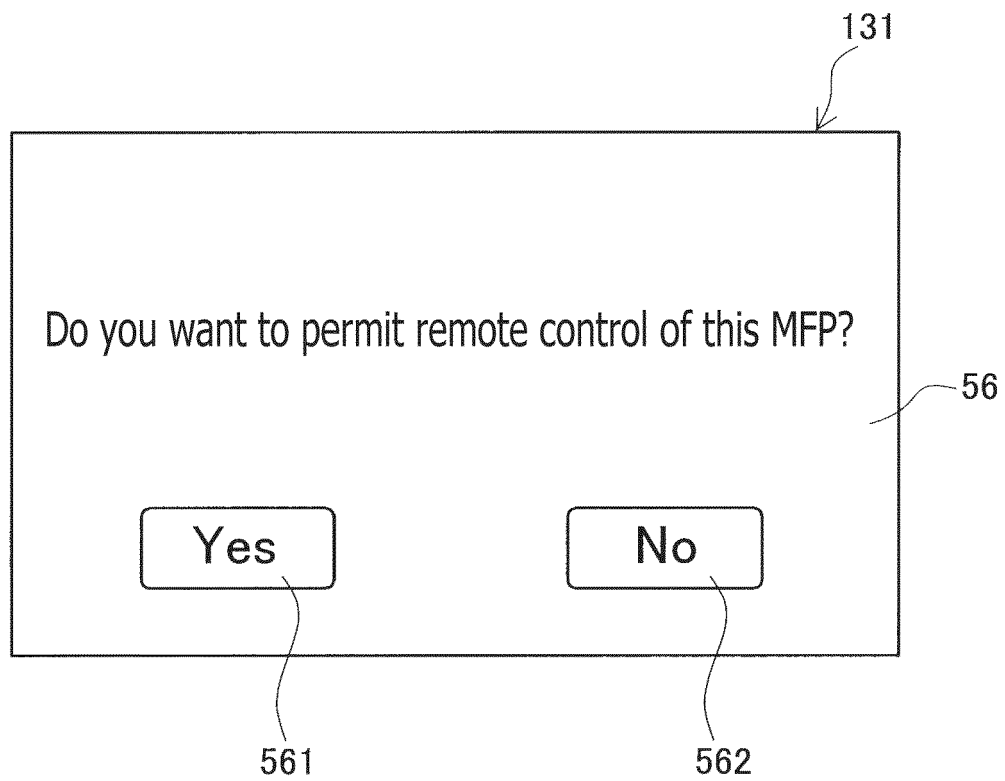 131
Do you want to permit remote control of this MFP?
56
Yes No
561 562